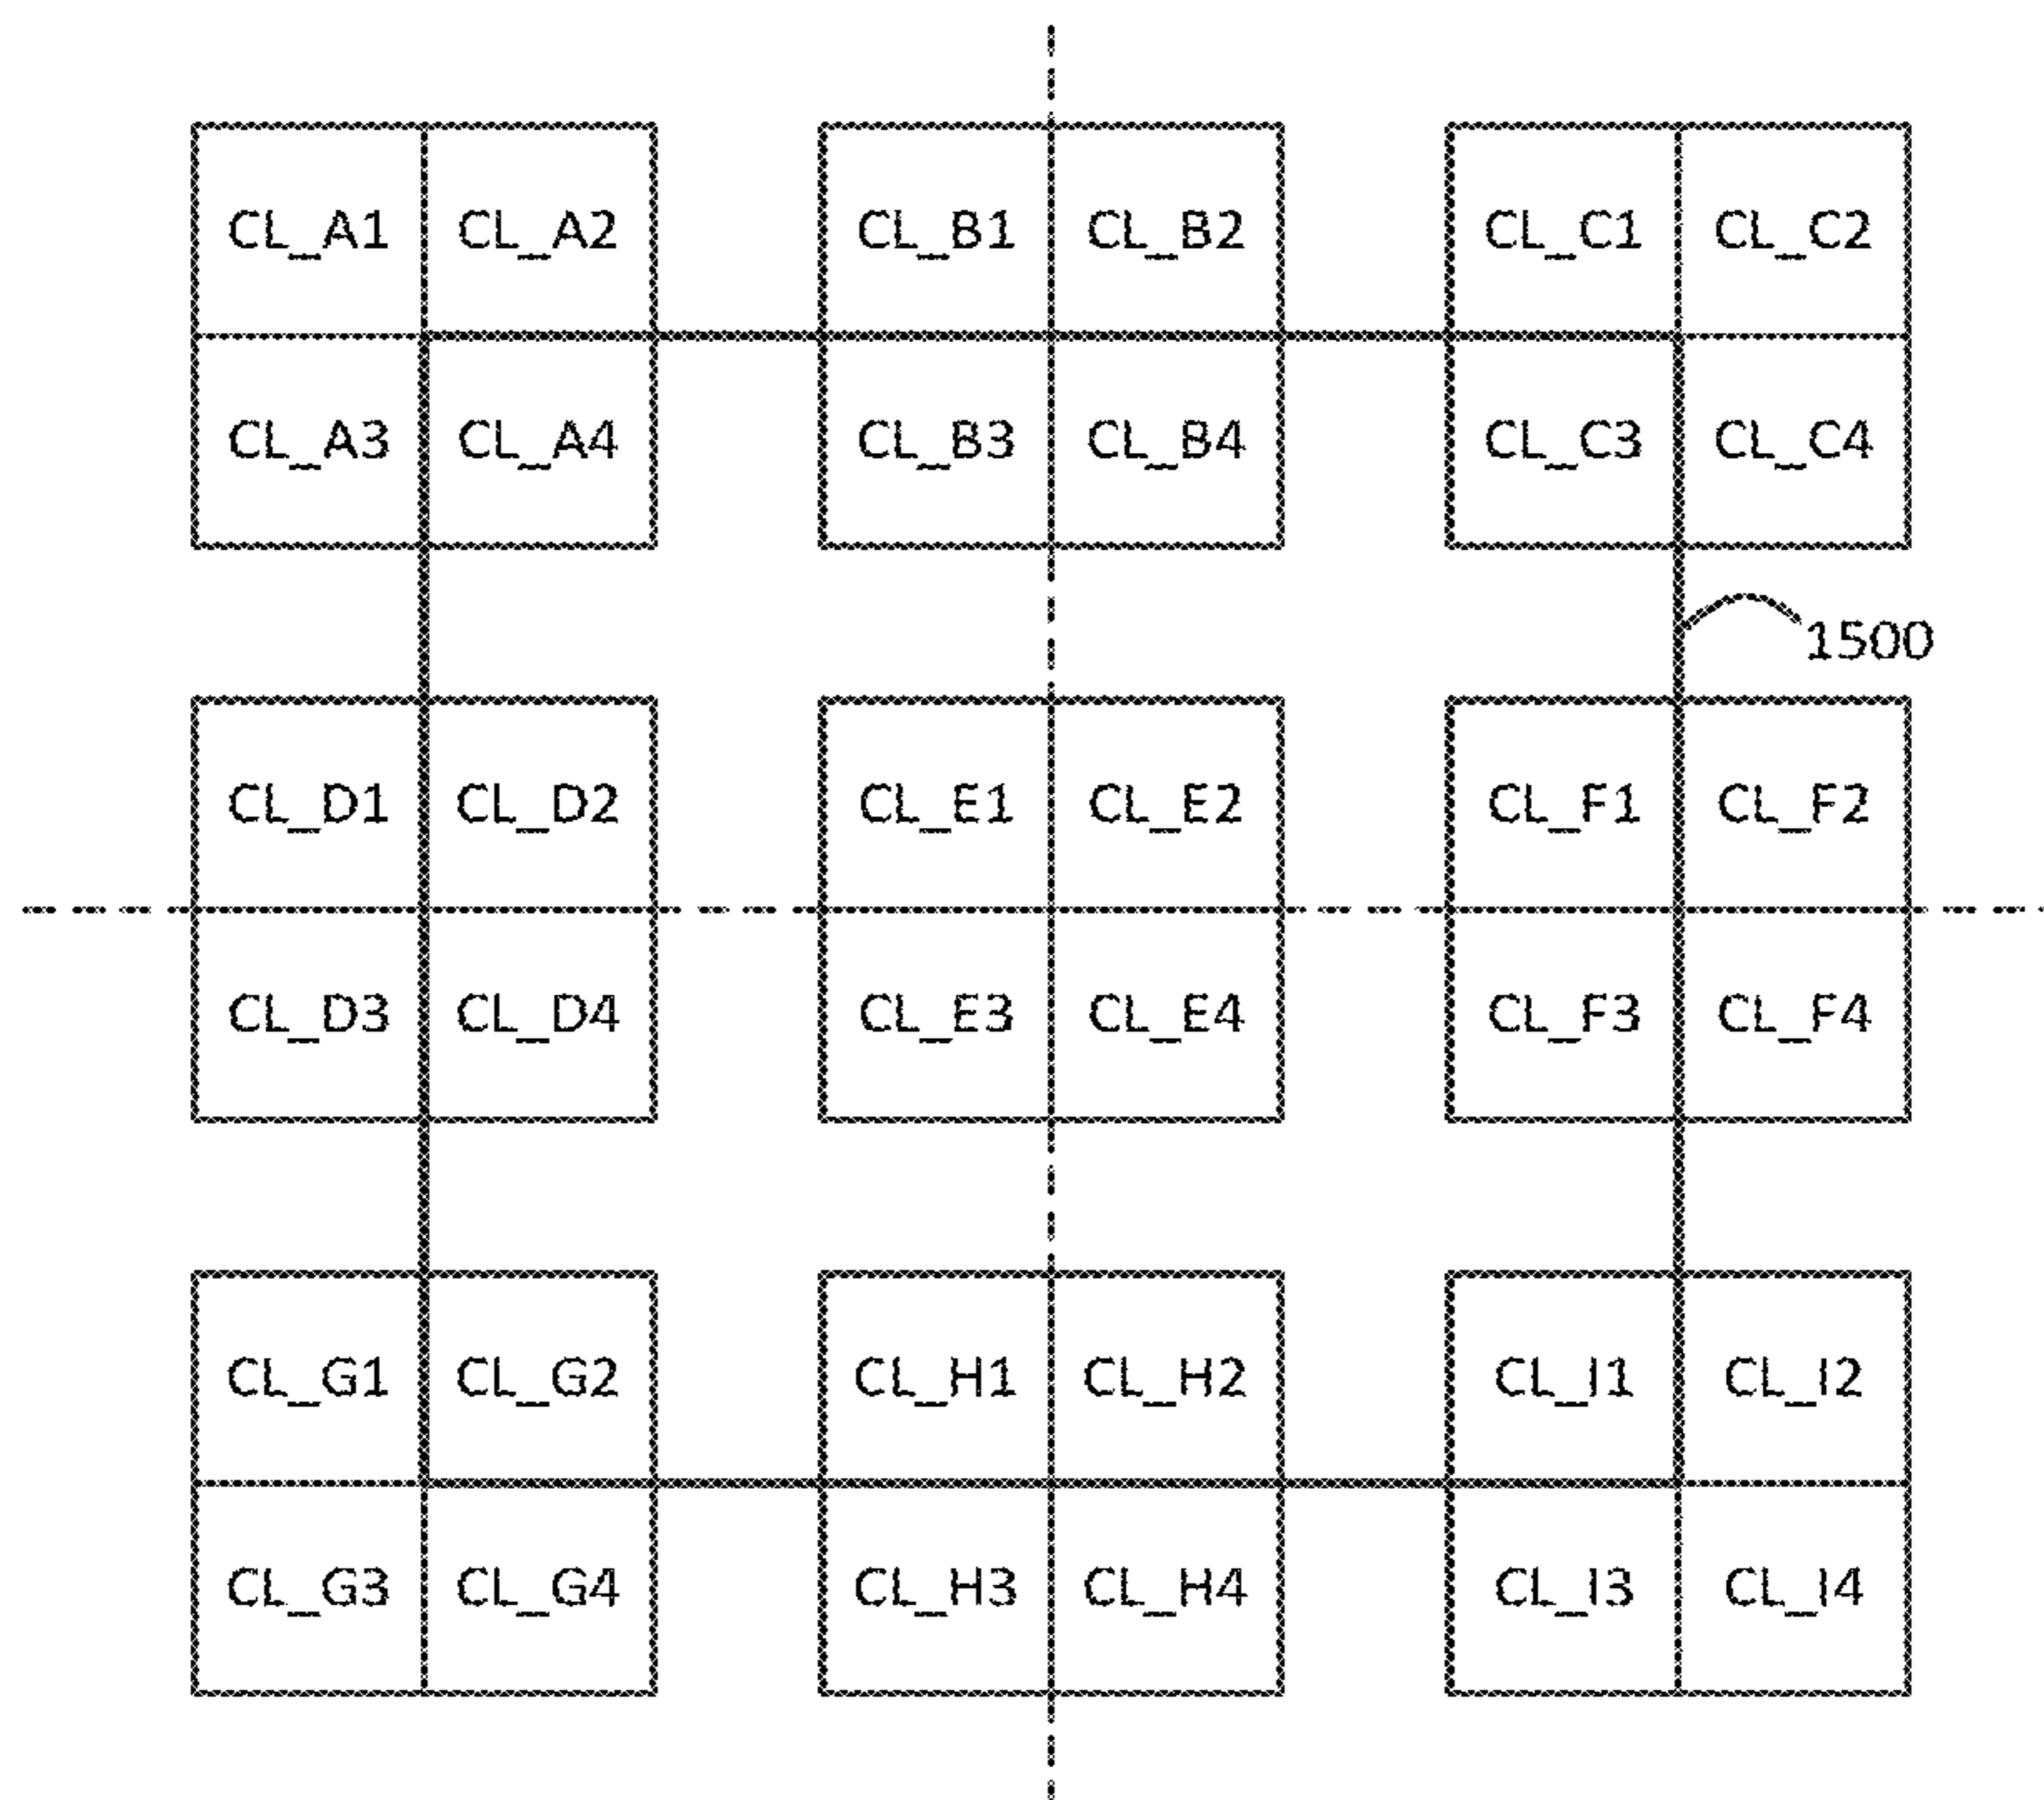 CL_A1 CL_A2 CL_B1 CL_B2 CL_C1 CL_C2
CL_A3 CL_A4 CL_B3 CL_B4 CL_C3 CL_C4
1500
CL_D1 CL_D2 CL_E1 CL_E2 CL_F1 CL_F2
CL_D3 CL_D4 CL_E3 CL_E4 CL_F3 CL_F4
CL_G1 CL_G2 CL_H1 CL_H2 CL_I1 CL_I2
CL_G3 CL_G4 CL_H3 CL_H4 CL_I3 CL_I4